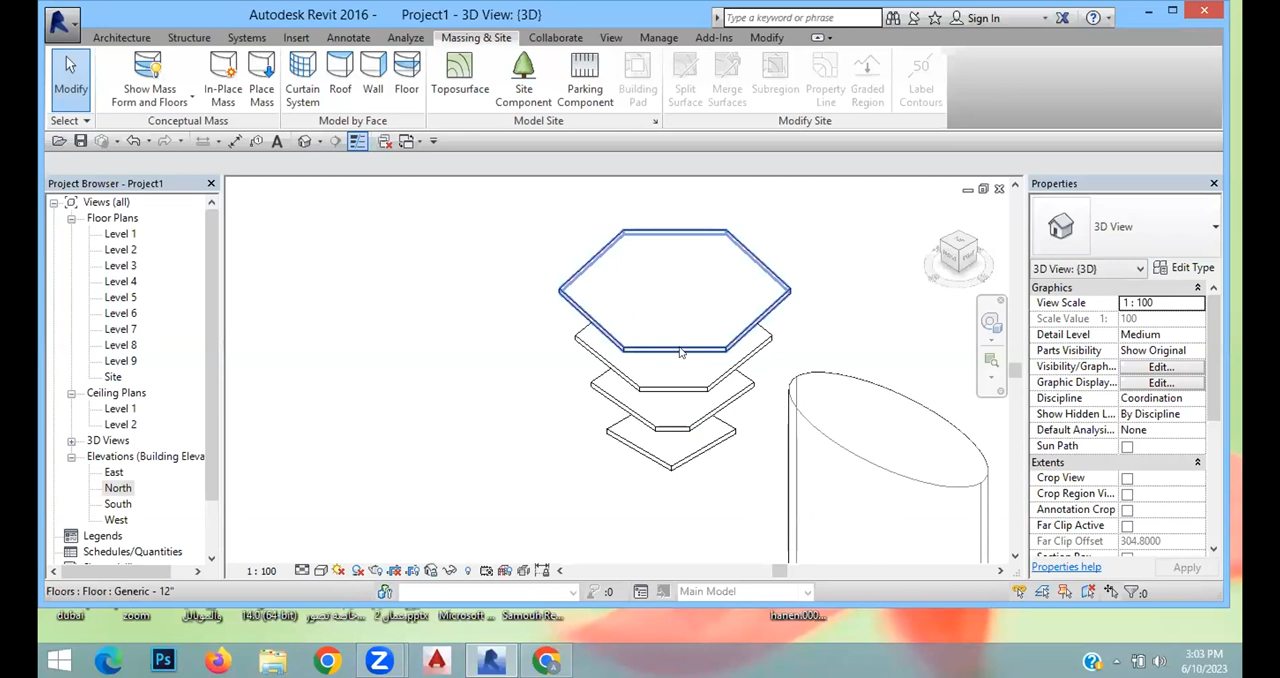 Autodesk Revit 2016 - Project1 - 3D View: {3D}
Type a keyword or phrase
Sign In
Architecture Structure Systems Insert Annotate Analyze Massing & Site Collaborate View Manage Add-Ins Modify
Modify
Show Mass
Form and Floors
In-Place
Mass
Place
Mass
Curtain
System
Roof
Wall
Floor
Toposurface
Site
Component
Parking
Component
Building
Pad
Split
Surface
Merge
Surfaces
Subregion
Property
Line
Graded
Region
50
Label
Contours
Select
Conceptual Mass
Model by Face
Model Site
Modify Site
Project Browser - Project1
Views (all)
Floor Plans
Level 1
Level 2
Level 3
Level 4
Level 5
Level 6
Level 7
Level 8
Level 9
Site
Ceiling Plans
Level 1
Level 2
3D Views
Elevations (Building Eleva
East
North
South
West
Legends
Schedules/Quantities
Properties
3D View
3D View: {3D}
Edit Type
Graphics
View Scale 1 : 100
Scale Value 1: 100
Detail Level Medium
Parts Visibility Show Original
Visibility/Graph... Edit...
Graphic Display... Edit...
Discipline Coordination
Show Hidden L... By Discipline
Default Analysi... None
Sun Path
Extents
Crop View
Crop Region Vi...
Annotation Crop
Far Clip Active
Far Clip Offset 304.8000
Properties help
Apply
1 : 100
Floors : Floor : Generic - 12"
:0
Main Model
:0
dubai
zoom
14.0 (64-bit)
Microsoft ...
hanen.000...
Ps
3:03 PM
6/10/2023